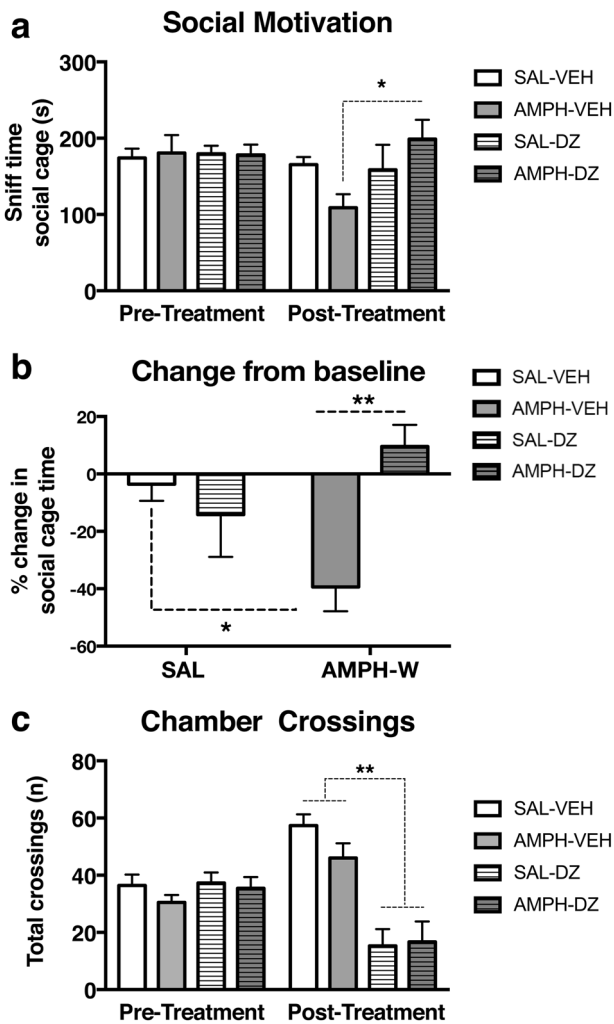 a
Social Motivation
Sniff time
social cage (s)
300
200
100
0
*
Pre-Treatment
Post-Treatment
SAL-VEH
AMPH-VEH
SAL-DZ
AMPH-DZ
b
Change from baseline
% change in
social cage time
20
0
-20
-40
-60
**
*
SAL
AMPH-W
SAL-VEH
AMPH-VEH
SAL-DZ
AMPH-DZ
c
Chamber Crossings
Total crossings (n)
80
60
40
20
0
**
Pre-Treatment
Post-Treatment
SAL-VEH
AMPH-VEH
SAL-DZ
AMPH-DZ